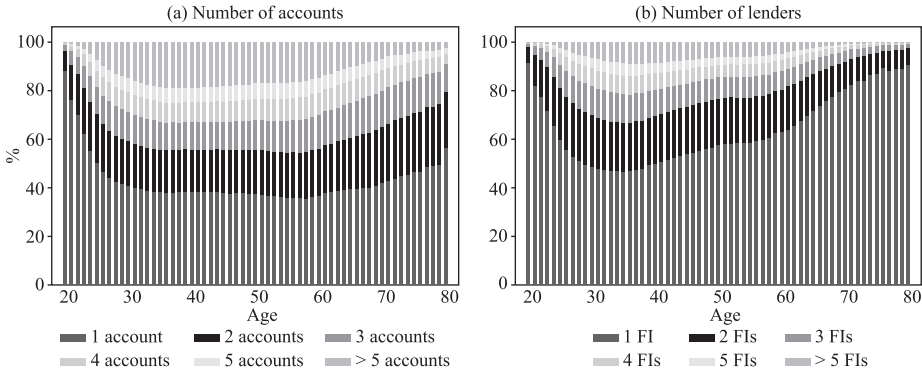 (a) Number of accounts
100
80
60
40
20
0
%
20 30 40 50 60 70 80
Age
1 account 2 accounts 3 accounts
4 accounts 5 accounts > 5 accounts
(b) Number of lenders
100
80
60
40
20
0
20 30 40 50 60 70 80
Age
1 FI 2 FIs 3 FIs
4 FIs 5 FIs > 5 FIs